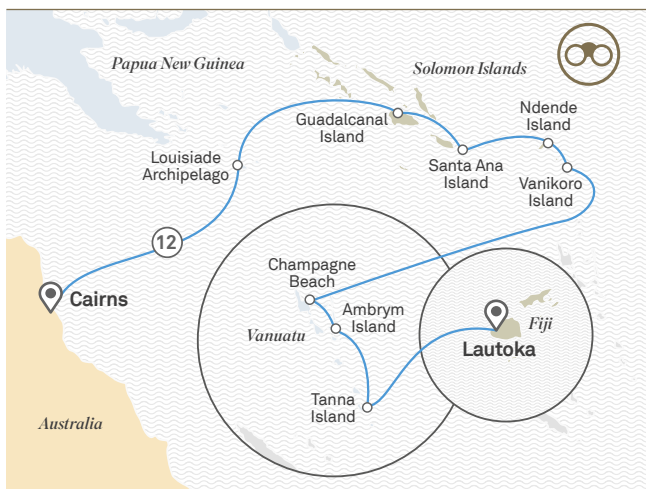 Papua New Guinea
Solomon Islands
Guadalcanal
Island
Ndende
Island
Louisiade
Archipelago
Santa Ana
Island
Vanikoro
Island
12
Champagne
Beach
Cairns
Ambrym
Island
Vanuatu
Fiji
Lautoka
Tanna
Island
Australia